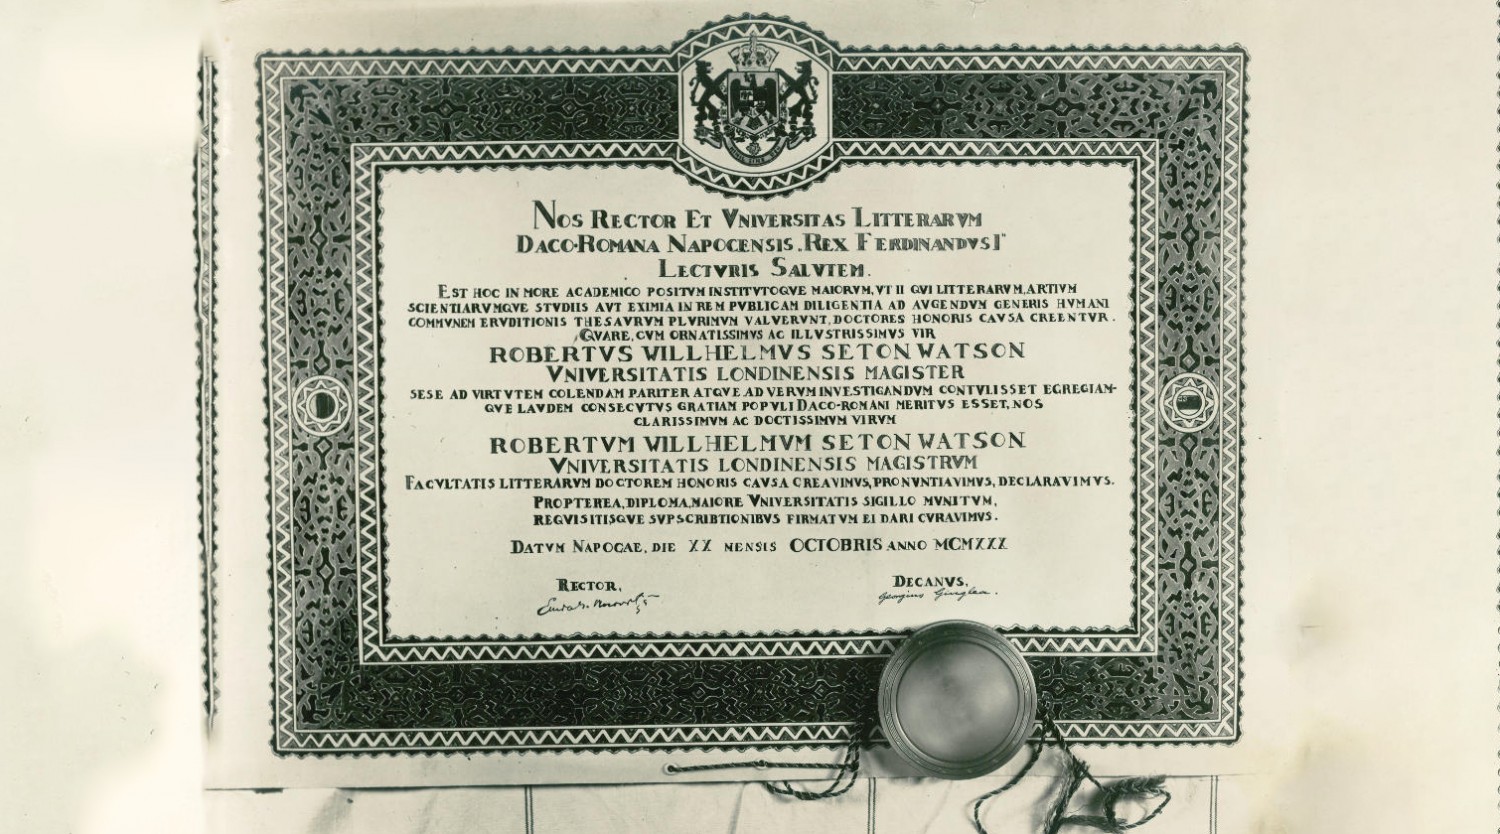 NOS RECTOR ET VNIVERSITAS LITTERARVM
DACO-ROMANA NAPOCENSIS. REX FERDINANDVS I"
LECTVRIS SALVTEM.
EST HOC IN MORE ACADEMICO POSITVM INSTITVTOQVE MAIORVM, VT II QVI LITTERARVM, ARTIVM
SCIENTIARVMQVE STVDIIS AVT EXIMIA IN REM PVBLICAM DILIGENTIA AD AVGENDVM GENERIS HVMANI
COMMVNEM ERVDITIONIS THESAVRVM PLVRIMVM VALVERVNT, DOCTORES HONORIS CAVSA CREENTVR.
QVARE, CVM ORNATISSIMVS AC ILLVSTRISSIMVS VIR
ROBERTVS WILLHELMVS SETON WATSON
VNIVERSITATIS LONDINENSIS MAGISTER
SESE AD VIRTVTEM COLENDAM PARITER ATQVE AD VERVM INVESTIGANDVM CONTVLISSET EGREGIAM-
QVE LAVDEM CONSECVTVS GRATIAM POPVLI DACO-ROMANI MERITVS ESSET, NOS
CLARISSIMVM AC DOCTISSIMVM VIRVM
ROBERTVM WILLHELMVM SETON WATSON
VNIVERSITATIS LONDINENSIS MAGISTRVM
FACVLTATIS LITTERARVM DOCTOREM HONORIS CAVSA CREAVIMVS, PRONVNTIAVIMVS, DECLARAVIMVS.
PROPTEREA, DIPLOMA, MAIORE VNIVERSITATIS SIGILLO MVNITVM,
REQVISITISQVE SVPSCRIBTIONIBVS FIRMATVM EI DARI CVRAVIMVS.
DATVM NAPOCAE, DIE XX MENSIS OCTOBRIS ANNO MCMXXX
RECTOR,
DECANVS,
Georgius Giuglea.
NIHIL SINE DEO